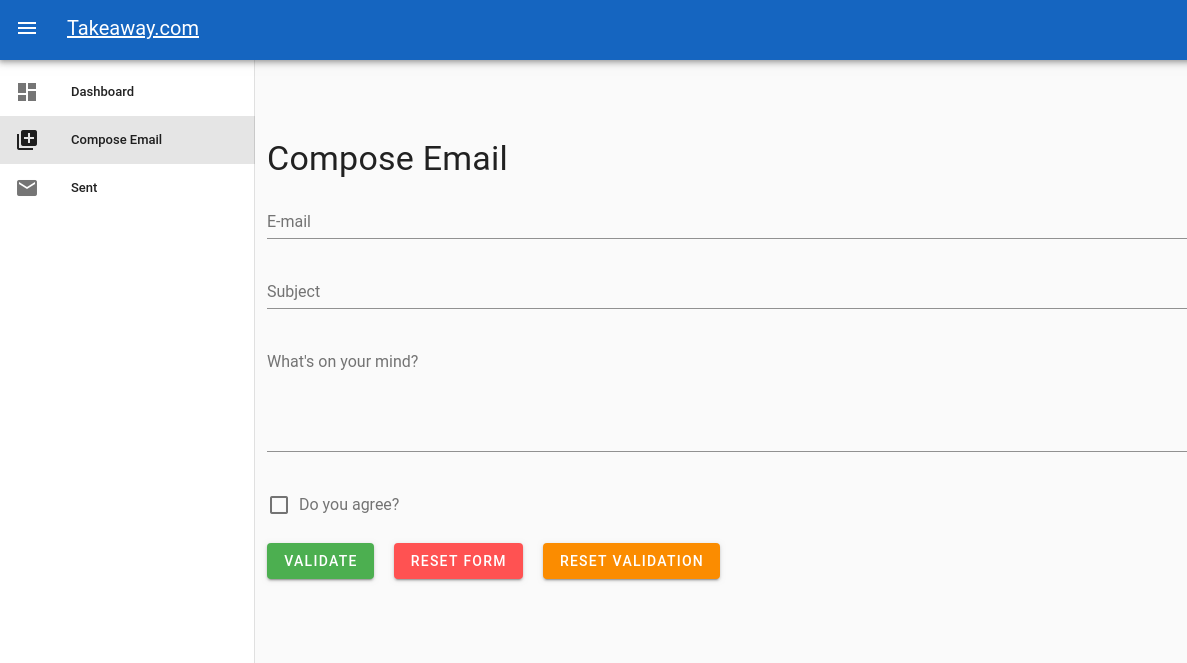 Takeaway.com
Dashboard
Compose Email
Sent
Compose Email
E-mail
Subject
What's on your mind?
Do you agree?
VALIDATE RESET FORM RESET VALIDATION